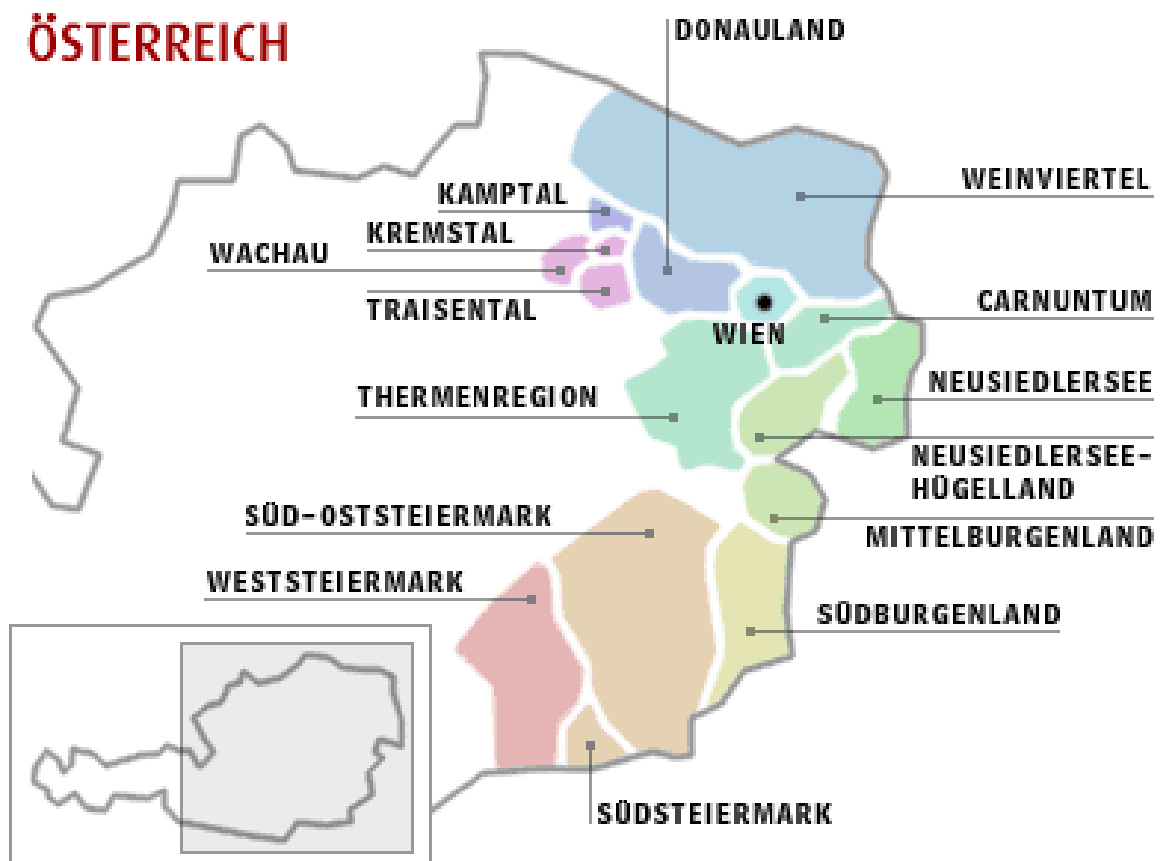 ÖSTERREICH
DONAULAND
WEINVIERTEL
KAMPTAL
KREMSTAL
WACHAU
TRAISENTAL
CARNUNTUM
WIEN
NEUSIEDLERSEE
THERMENREGION
NEUSIEDLERSEE-
HÜGELLAND
SÜD-OSTSTEIERMARK
MITTELBURGENLAND
WESTSTEIERMARK
SÜDBURGENLAND
SÜDSTEIERMARK